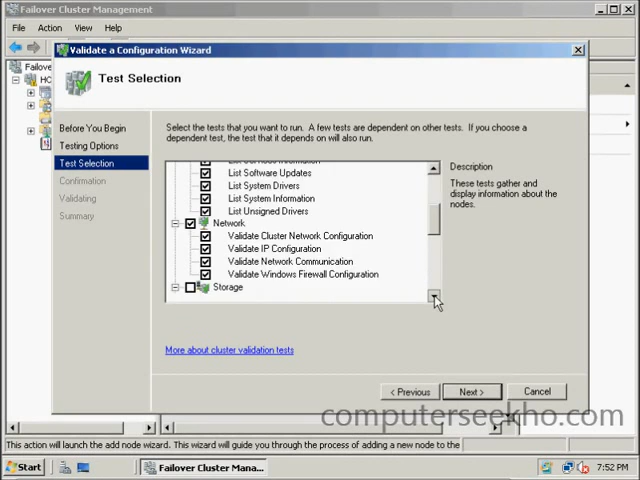 Failover Cluster Management
File Action View Help
Failover
HC
Validate a Configuration Wizard
Test Selection
Before You Begin
Testing Options
Test Selection
Confirmation
Validating
Summary
Select the tests that you want to run. A few tests are dependent on other tests. If you choose a
dependent test, the test that it depends on will also run.
List Software Updates
List System Drivers
List System Information
List Unsigned Drivers
Network
Validate Cluster Network Configuration
Validate IP Configuration
Validate Network Communication
Validate Windows Firewall Configuration
Storage
Description
These tests gather and
display information about the
nodes.
More about cluster validation tests
< Previous
Next >
Cancel
computerseekho.com
This action will launch the add node wizard. This wizard will guide you through the process of adding a new node to the
Start
Failover Cluster Mana...
7:52 PM